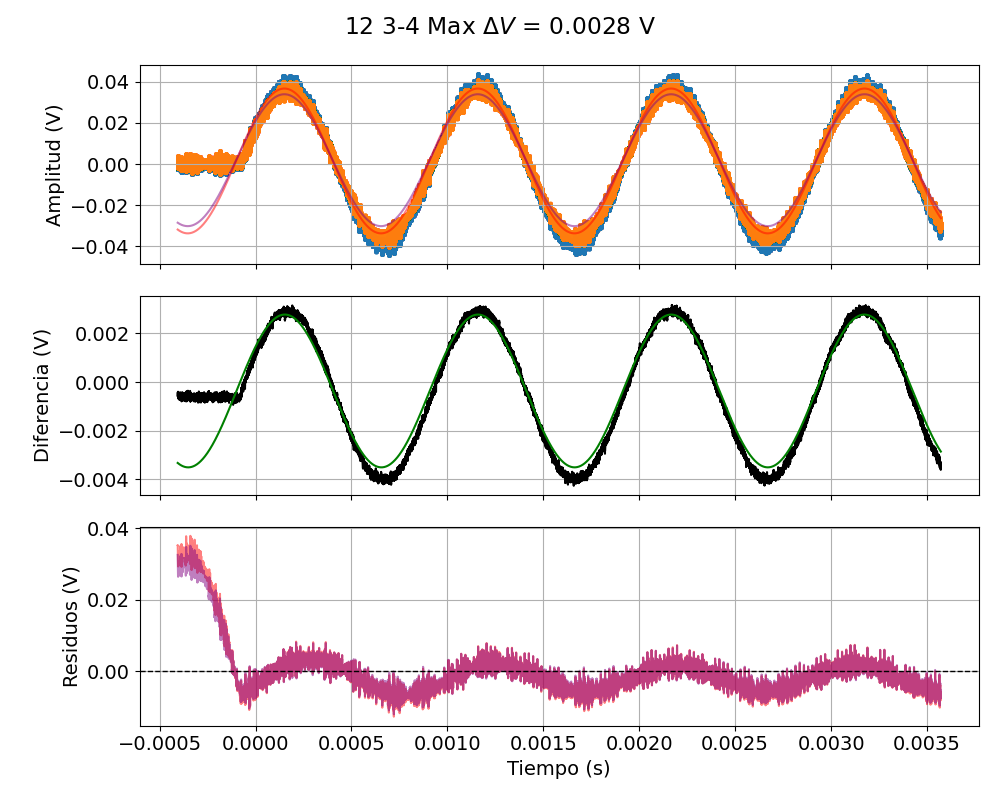 12 3-4 Max ΔV = 0.0028 V
Amplitud (V)
0.04
0.02
0.00
−0.02
−0.04
Diferencia (V)
0.002
0.000
−0.002
−0.004
Residuos (V)
0.04
0.02
0.00
−0.0005 0.0000 0.0005 0.0010 0.0015 0.0020 0.0025 0.0030 0.0035
Tiempo (s)